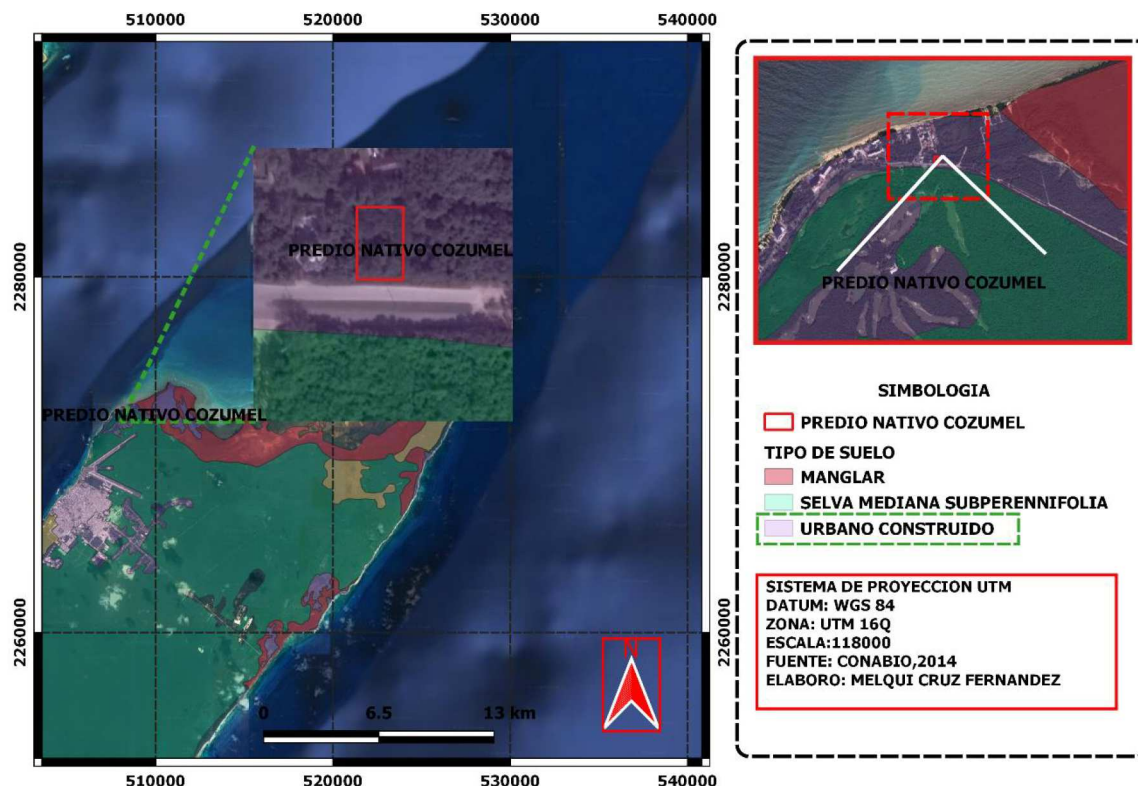 510000
520000
530000
540000
2280000
2260000
PREDIO NATIVO COZUMEL
PREDIO NATIVO COZUMEL
N
0
6.5
13 km
510000
520000
530000
540000
2280000
2260000
PREDIO NATIVO COZUMEL
SIMBOLOGIA
PREDIO NATIVO COZUMEL
TIPO DE SUELO
MANGLAR
SELVA MEDIANA SUBPERENNIFOLIA
URBANO CONSTRUIDO
SISTEMA DE PROYECCION UTM
DATUM: WGS 84
ZONA: UTM 16Q
ESCALA:118000
FUENTE: CONABIO,2014
ELABORO: MELQUI CRUZ FERNANDEZ